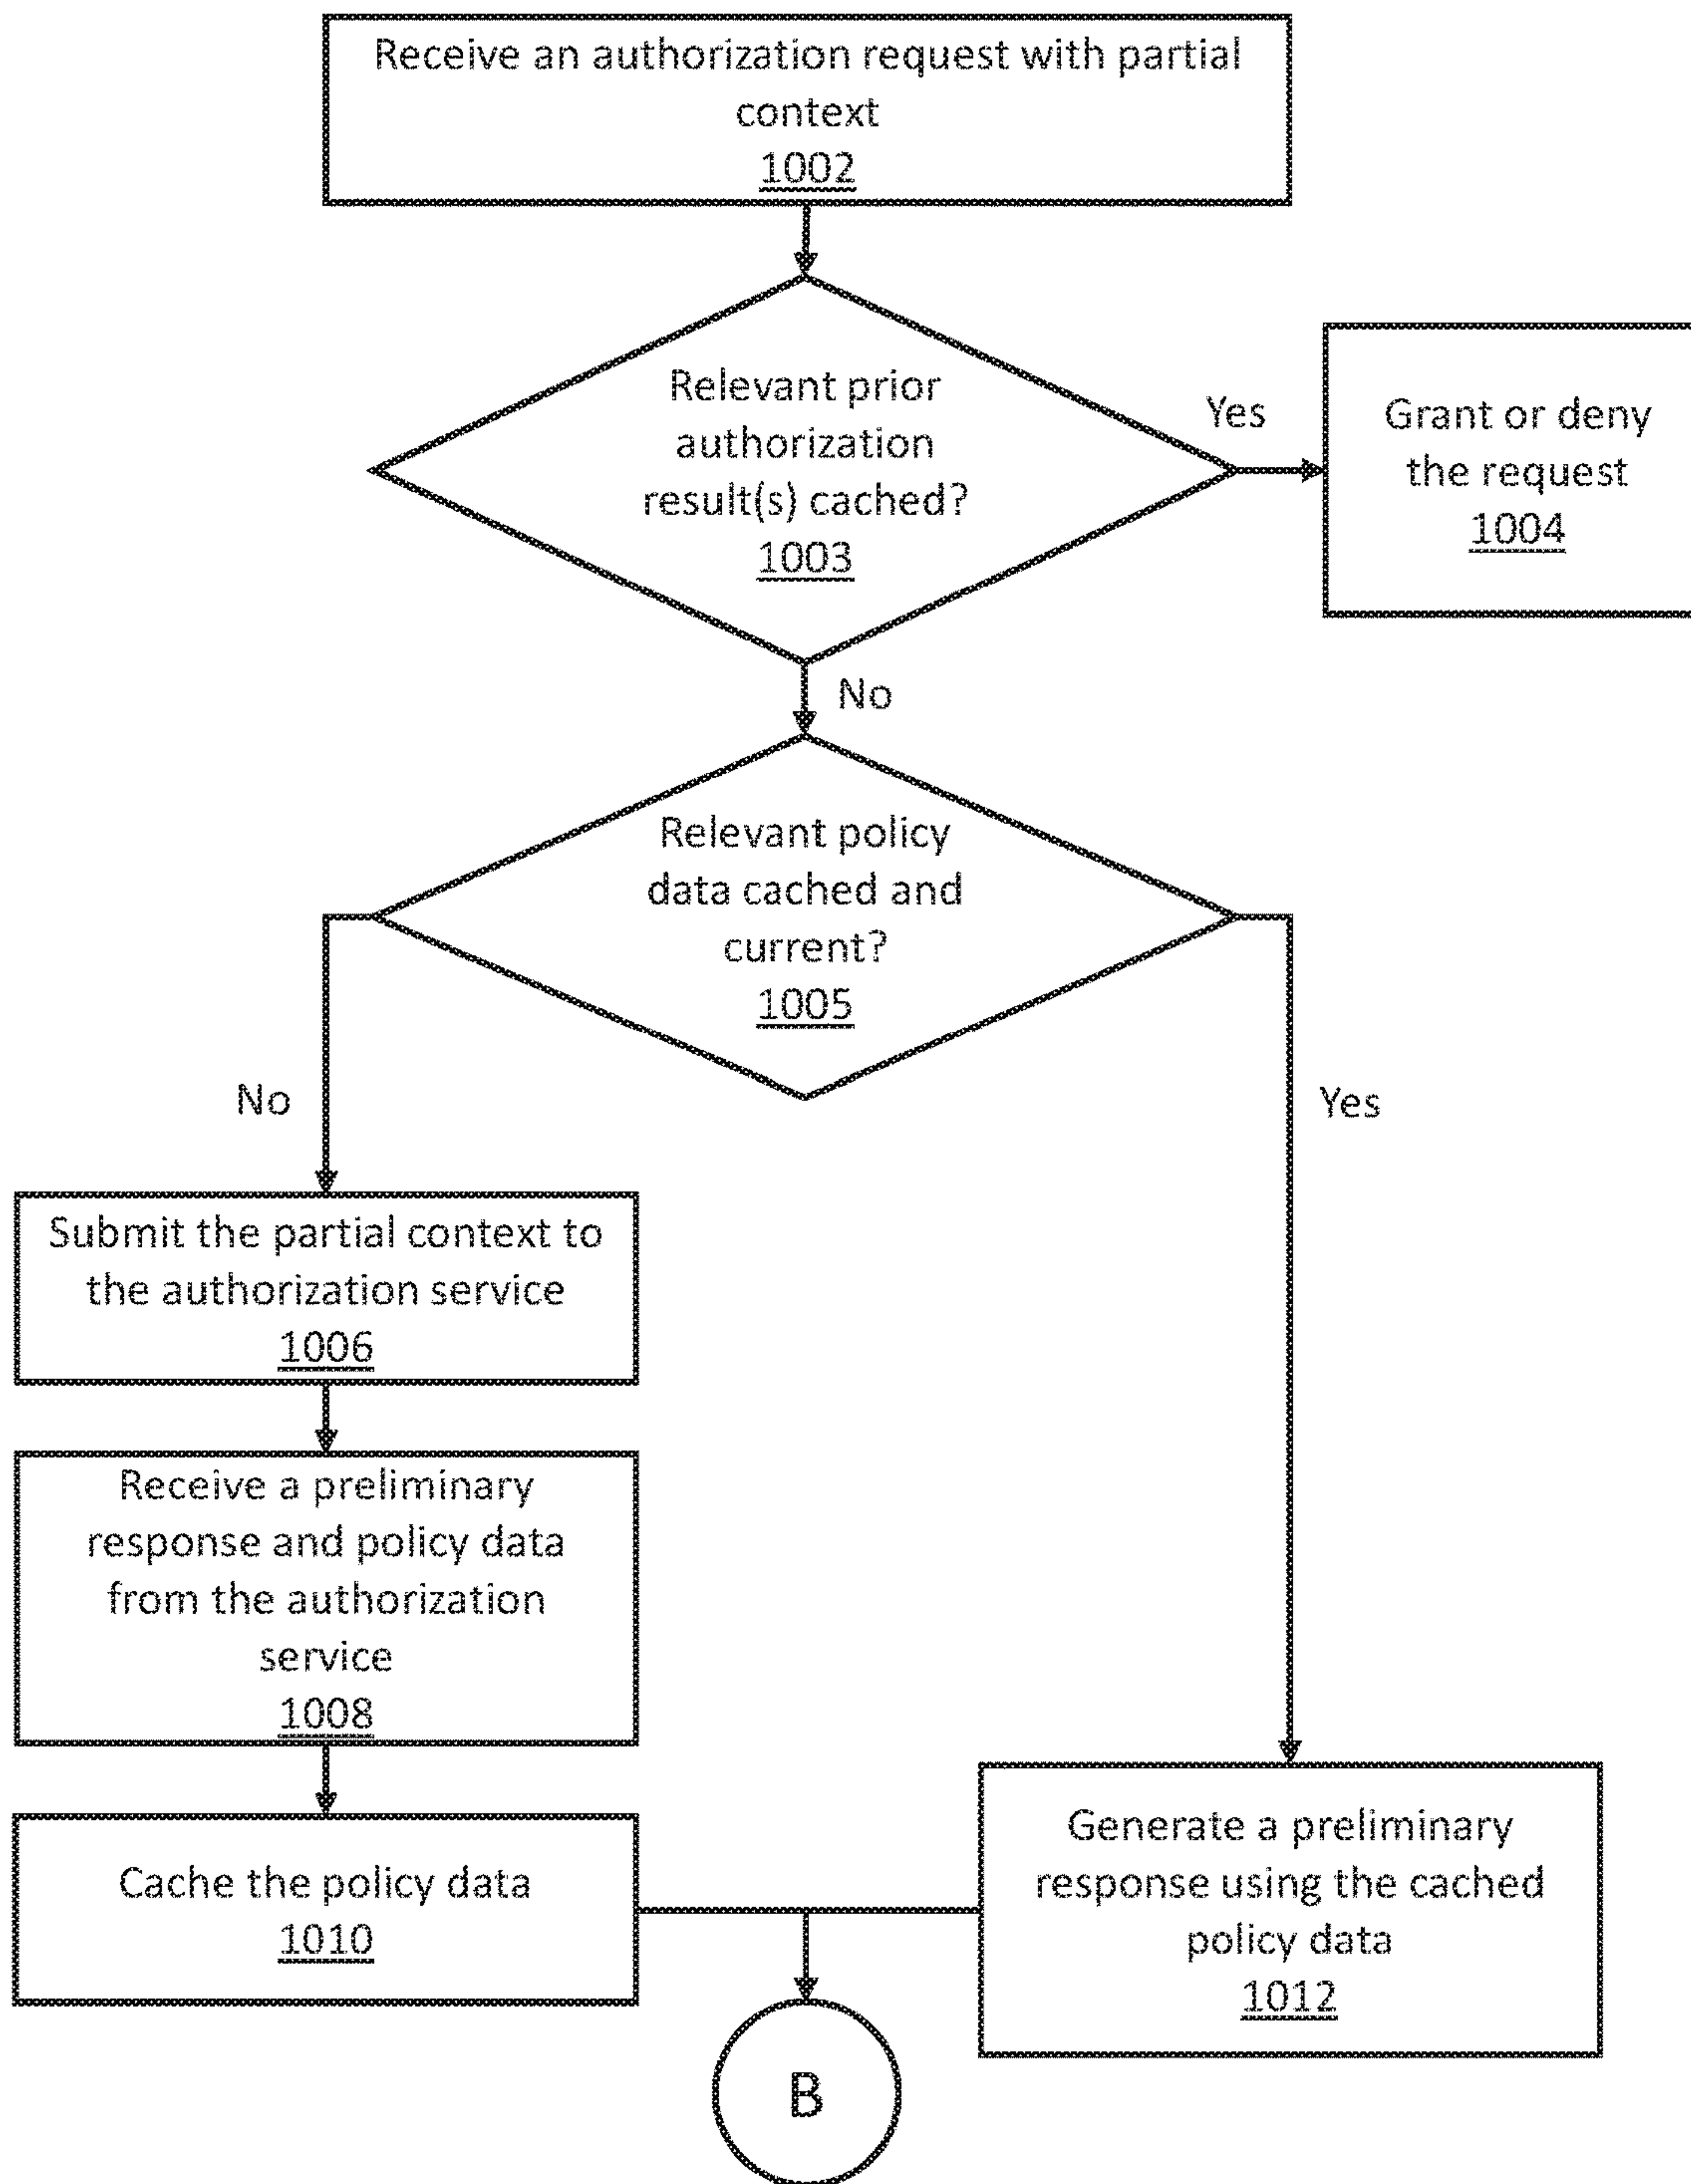 Receive an authorization request with partial
context
1002
Relevant prior
authorization
result(s) cached?
1003
Yes
Grant or deny
the request
1004
No
Relevant policy
data cached and
current?
1005
No
Yes
Submit the partial context to
the authorization service
1006
Receive a preliminary
response and policy data
from the authorization
service
1008
Cache the policy data
1010
Generate a preliminary
response using the cached
policy data
1012
B